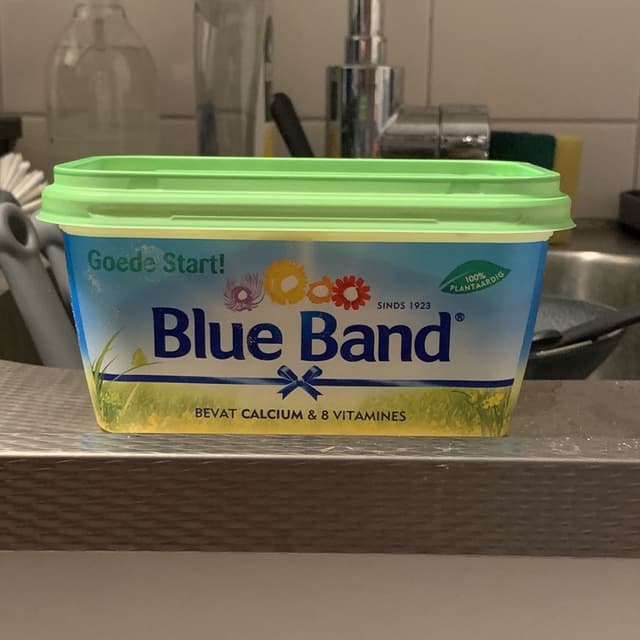 Goede Start!
100%
PLANTAARDIG
SINDS 1923
Blue Band®
BEVAT CALCIUM & 8 VITAMINES